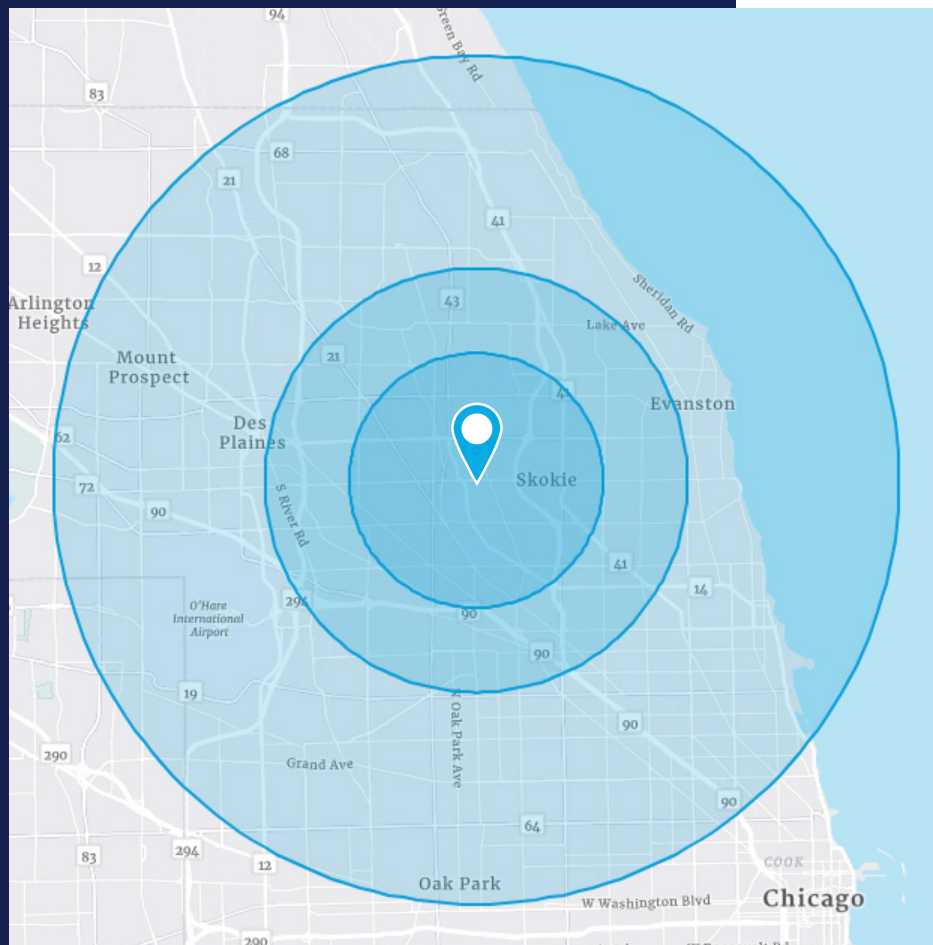 94
Green Bay Rd
83
68
21
41
12
Sheridan Rd
Arlington
Heights
43
Lake Ave
21
Mount
Prospect
41
Evanston
Des
Plaines
62
Skokie
72
90
S River Rd
41
14
294
O'Hare
International
Airport
90
90
19
N Oak Park Ave
90
290
Grand Ave
90
64
294
83
12
COOK
Oak Park
Chicago
W Washington Blvd
290